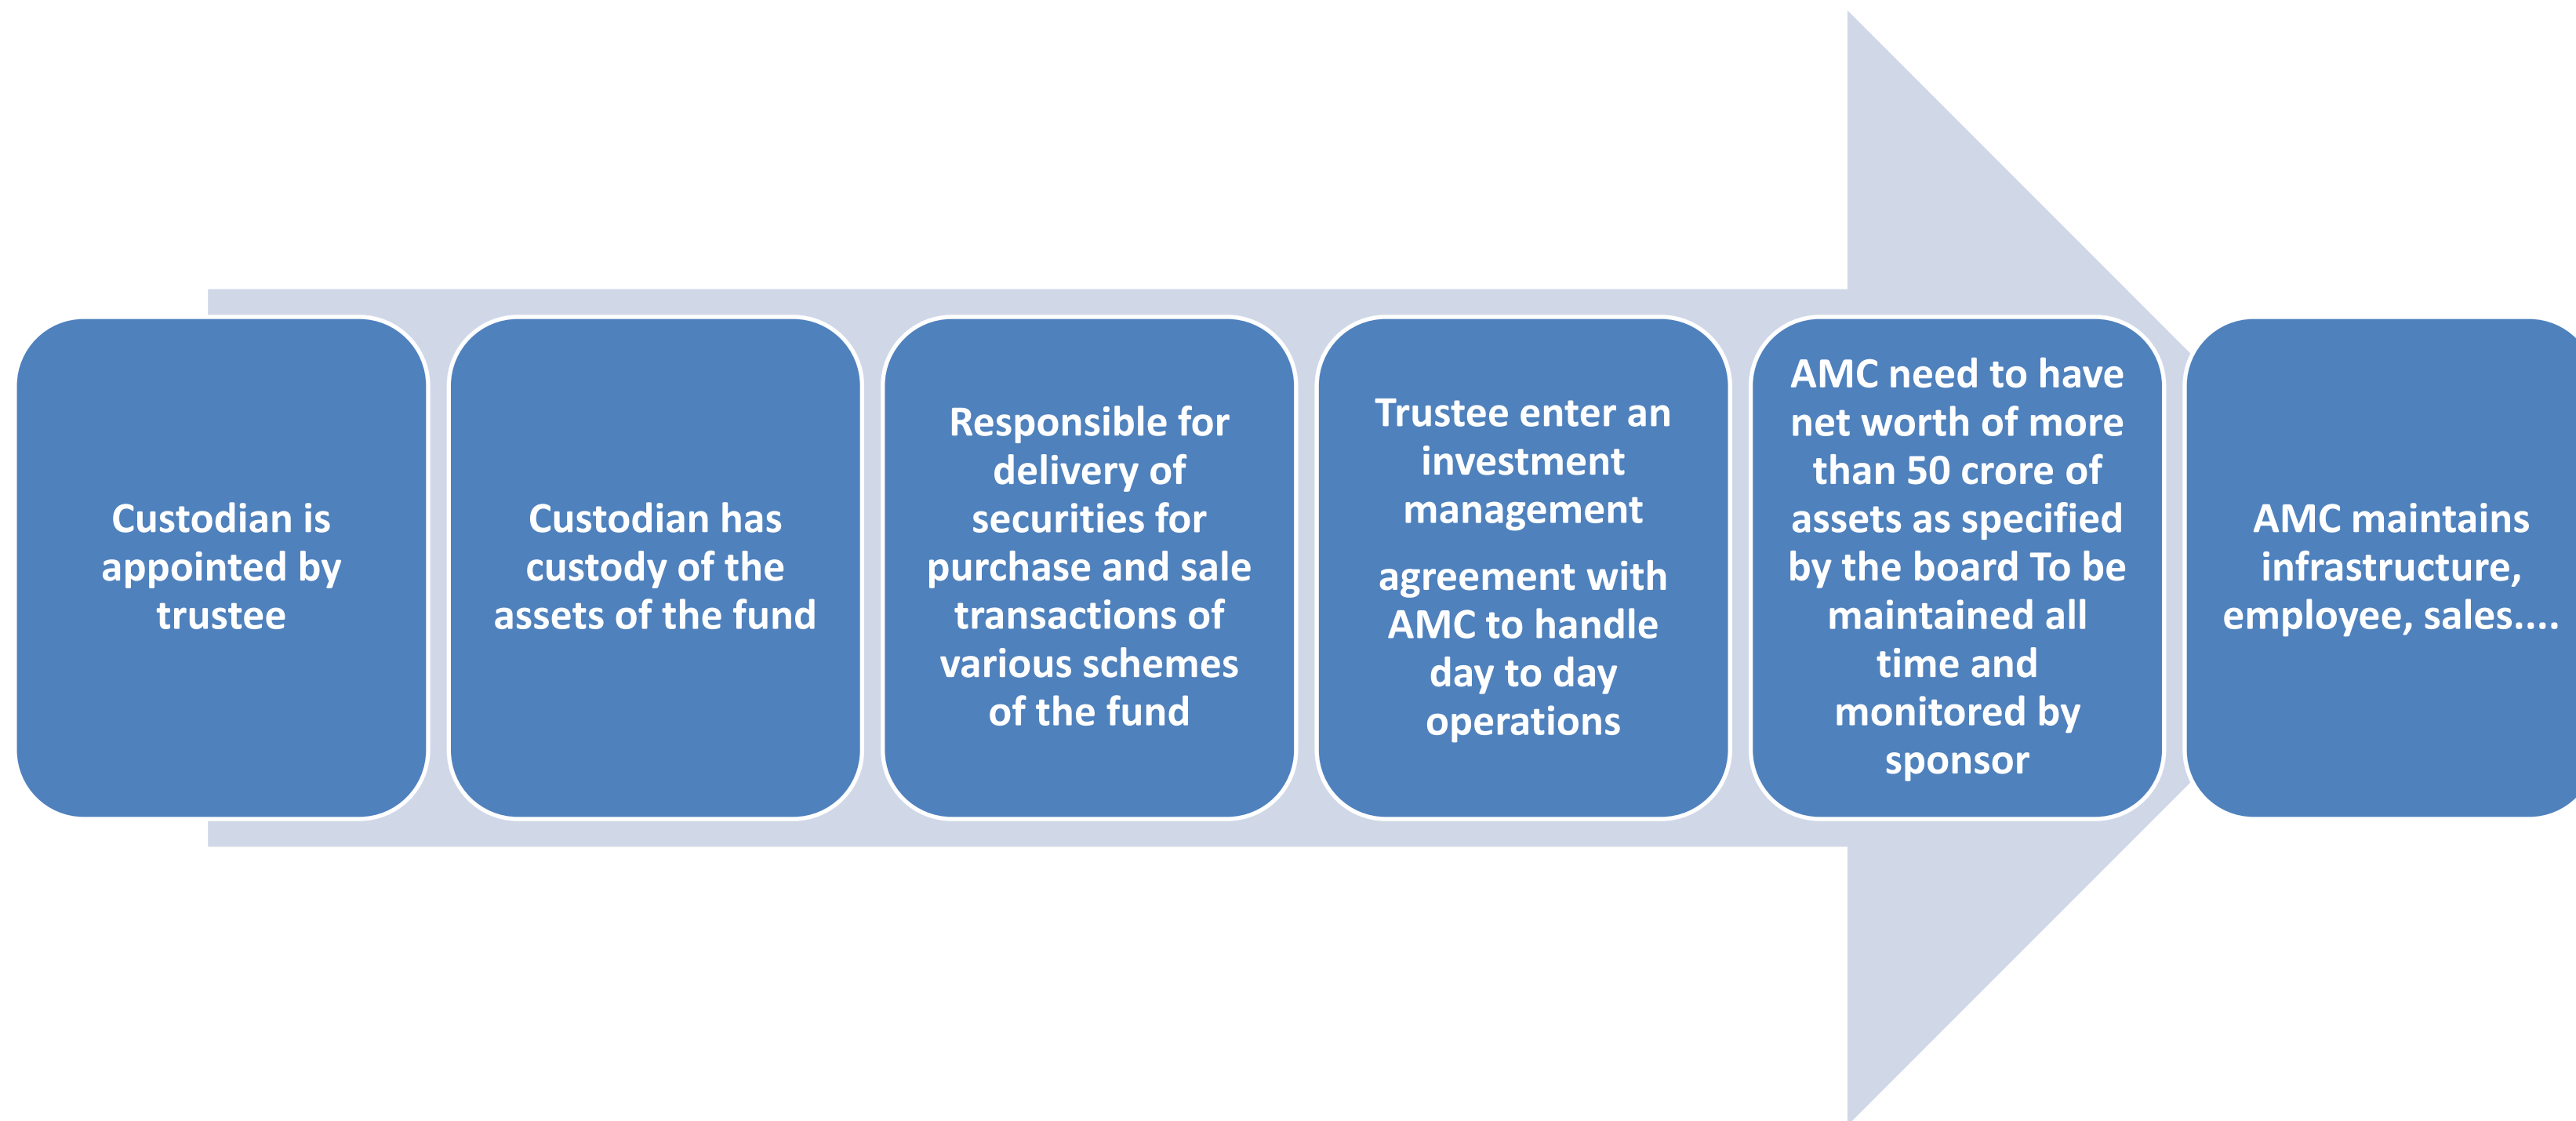 Custodian is
appointed by
trustee
Custodian has
custody of the
assets of the fund
Responsible for
delivery of
securities for
purchase and sale
transactions of
various schemes
of the fund
Trustee enter an
investment
management
agreement with
AMC to handle
day to day
operations
AMC need to have
net worth of more
than 50 crore of
assets as specified
by the board To be
maintained all
time and
monitored by
sponsor
AMC maintains
infrastructure,
employee, sales....